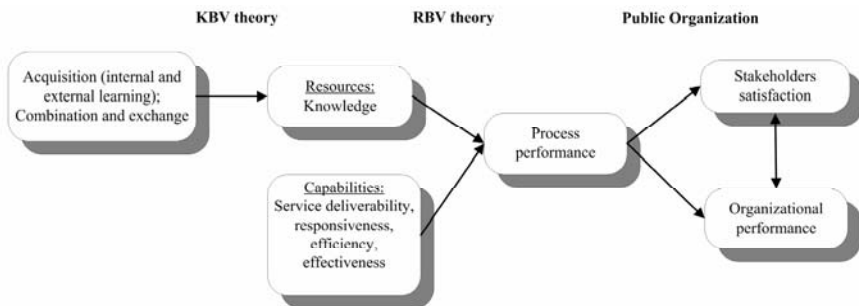 KBV theory
RBV theory
Public Organization
Acquisition (internal and
external learning);
Combination and exchange
Resources:
Knowledge
Capabilities:
Service deliverability,
responsiveness,
efficiency,
effectiveness
Process
performance
Stakeholders
satisfaction
Organizational
performance